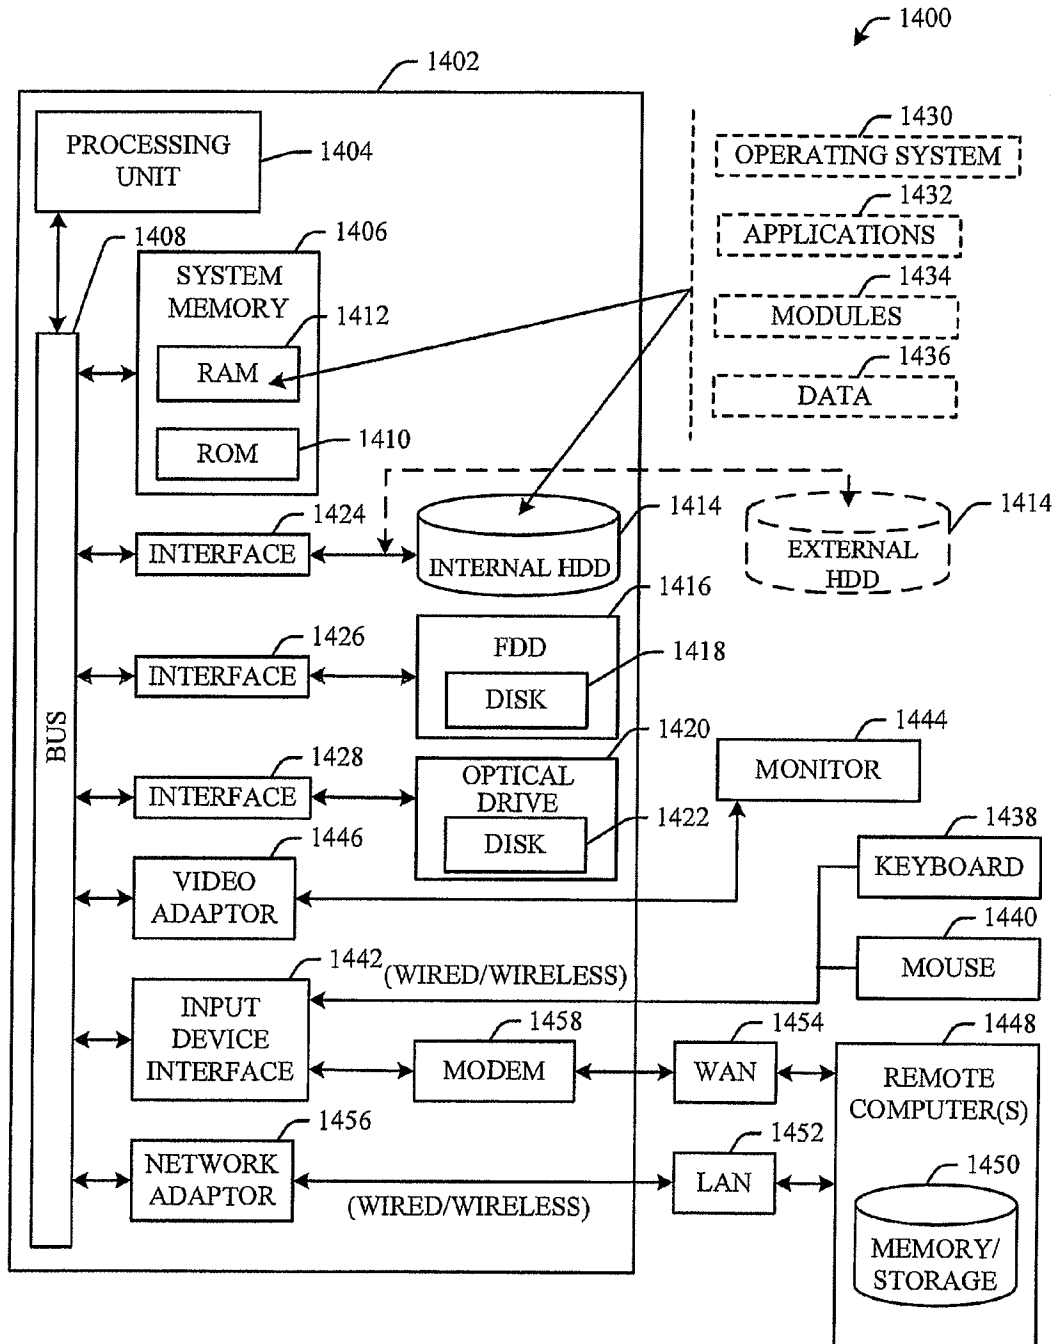 1400
1402
PROCESSING
UNIT
1404
1430
OPERATING SYSTEM
1432
APPLICATIONS
1434
MODULES
1436
DATA
1408
1406
SYSTEM
MEMORY
1412
RAM
1410
ROM
BUS
1424
INTERFACE
1414
INTERNAL HDD
1414
EXTERNAL
HDD
1426
INTERFACE
1416
FDD
1418
DISK
1428
INTERFACE
1420
OPTICAL
DRIVE
1422
DISK
1444
MONITOR
1446
VIDEO
ADAPTOR
1438
KEYBOARD
1440
MOUSE
1442
(WIRED/WIRELESS)
INPUT
DEVICE
INTERFACE
1458
MODEM
1454
WAN
1448
REMOTE
COMPUTER(S)
1456
NETWORK
ADAPTOR
(WIRED/WIRELESS)
1452
LAN
1450
MEMORY/
STORAGE